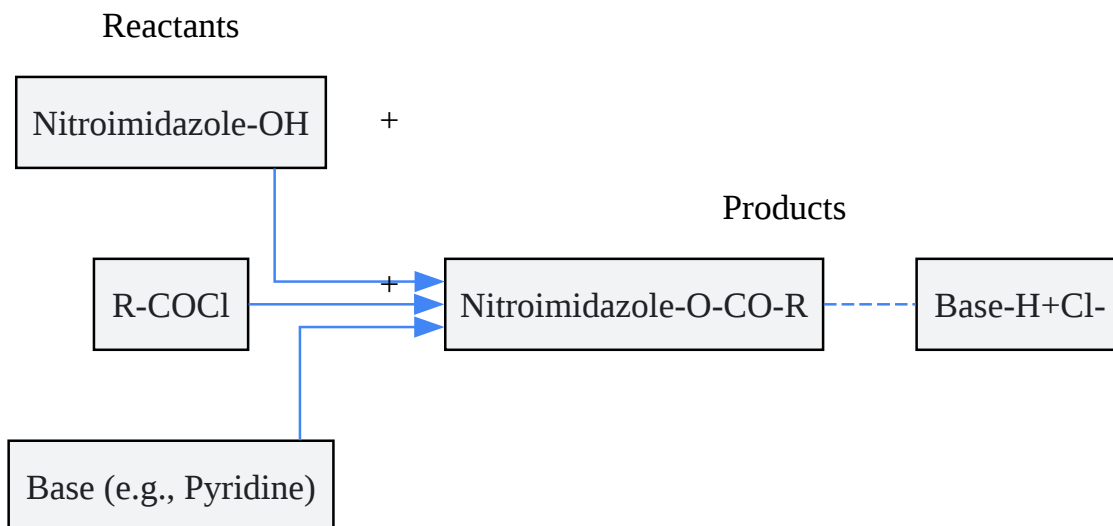 Reactants
Nitroimidazole-OH
+
Products
R-COCl
+
Nitroimidazole-O-CO-R
Base-H+Cl-
Base (e.g., Pyridine)